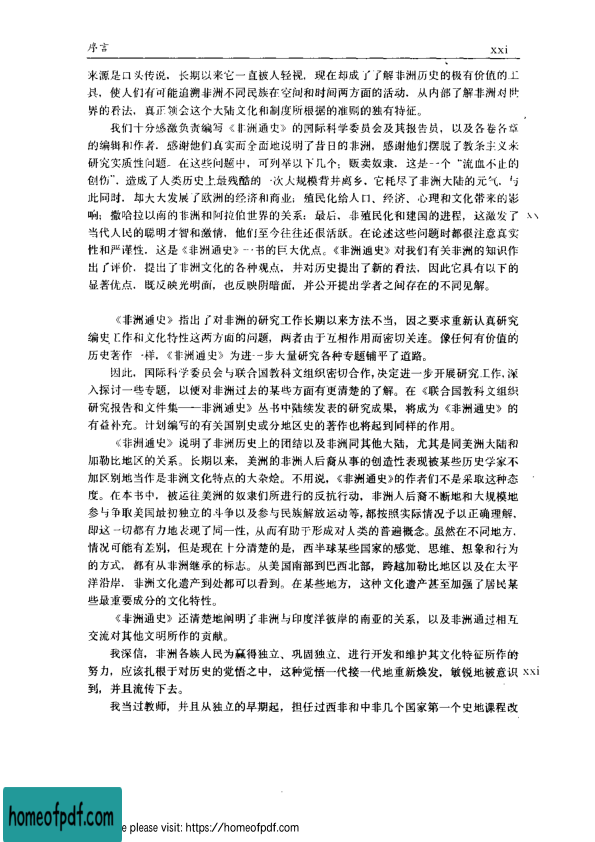 序言
xxi
来源是口头传说，长期以来它一直被人轻视，现在却成了了解非洲历史的极有价值的工
具，使人们有可能追溯非洲不同民族在空间和时间两方面的活动，从内部了解非洲对世
界的看法，真正领会这个大陆文化和制度所根据的准则的独有特征。
我们十分感激负责编写《非洲通史》的国际科学委员会及其报告员，以及各卷各章
的编辑和作者，感谢他们真实而全面地说明了昔日的非洲，感谢他们摆脱了教条主义来
研究实质性问题。在这些问题中，可列举以下几个：贩卖奴隶，这是一个“流血不止的
创伤”，造成了人类历史上最残酷的一次大规模背井离乡，它耗尽了非洲大陆的元气，与
此同时，却大大发展了欧洲的经济和商业；殖民化给人口、经济、心理和文化带来的影
响；撒哈拉以南的非洲和阿拉伯世界的关系；最后，非殖民化和建国的进程，这激发了
当代人民的聪明才智和激情，他们至今往往还很活跃。在论述这些问题时都很注意真实
性和严谨性，这是《非洲通史》一书的巨大优点。《非洲通史》对我们有关非洲的知识作
出了评价，提出了非洲文化的各种观点，并对历史提出了新的看法，因此它具有以下的
显著优点，既反映光明面，也反映阴暗面，并公开提出学者之间存在的不同见解。
《非洲通史》指出了对非洲的研究工作长期以来方法不当，因之要求重新认真研究
编史工作和文化特性这两方面的问题，两者由于互相作用而密切关连。像任何有价值的
历史著作一样，《非洲通史》为进一步大量研究各种专题铺平了道路。
因此，国际科学委员会与联合国教科文组织密切合作，决定进一步开展研究工作，深
入探讨一些专题，以便对非洲过去的某些方面有更清楚的了解。在《联合国教科文组织
研究报告和文件集——非洲通史》丛书中陆续发表的研究成果，将成为《非洲通史》的
有益补充。计划编写的有关国别史或分地区史的著作也将起到同样的作用。
《非洲通史》说明了非洲历史上的团结以及非洲同其他大陆，尤其是同美洲大陆和
加勒比地区的关系。长期以来，美洲的非洲人后裔从事的创造性表现被某些历史学家不
加区别地当作是非洲文化特点的大杂烩。不用说，《非洲通史》的作者们不是采取这种态
度。在本书中，被运往美洲的奴隶们所进行的反抗行动，非洲人后裔不断地和大规模地
参与争取美国最初独立的斗争以及参与民族解放运动等，都按照实际情况予以正确理解，
即这一切都有力地表现了同一性，从而有助于形成对人类的普遍概念。虽然在不同地方，
情况可能有差别，但是现在十分清楚的是，西半球某些国家的感觉、思维、想象和行为
的方式，都有从非洲继承的标志。从美国南部到巴西北部，跨越加勒比地区以及在太平
洋沿岸，非洲文化遗产到处都可以看到。在某些地方，这种文化遗产甚至加强了居民某
些最重要成分的文化特性。
《非洲通史》还清楚地阐明了非洲与印度洋彼岸的南亚的关系，以及非洲通过相互
交流对其他文明所作的贡献。
我深信，非洲各族人民为赢得独立、巩固独立、进行开发和维护其文化特征所作的
努力，应该扎根于对历史的觉悟之中，这种觉悟一代接一代地重新焕发，敏锐地被意识 xxi
到，并且流传下去。
我当过教师，并且从独立的早期起，担任过西非和中非几个国家第一个史地课程改
homeofpdf.com
e please visit: https://homeofpdf.com